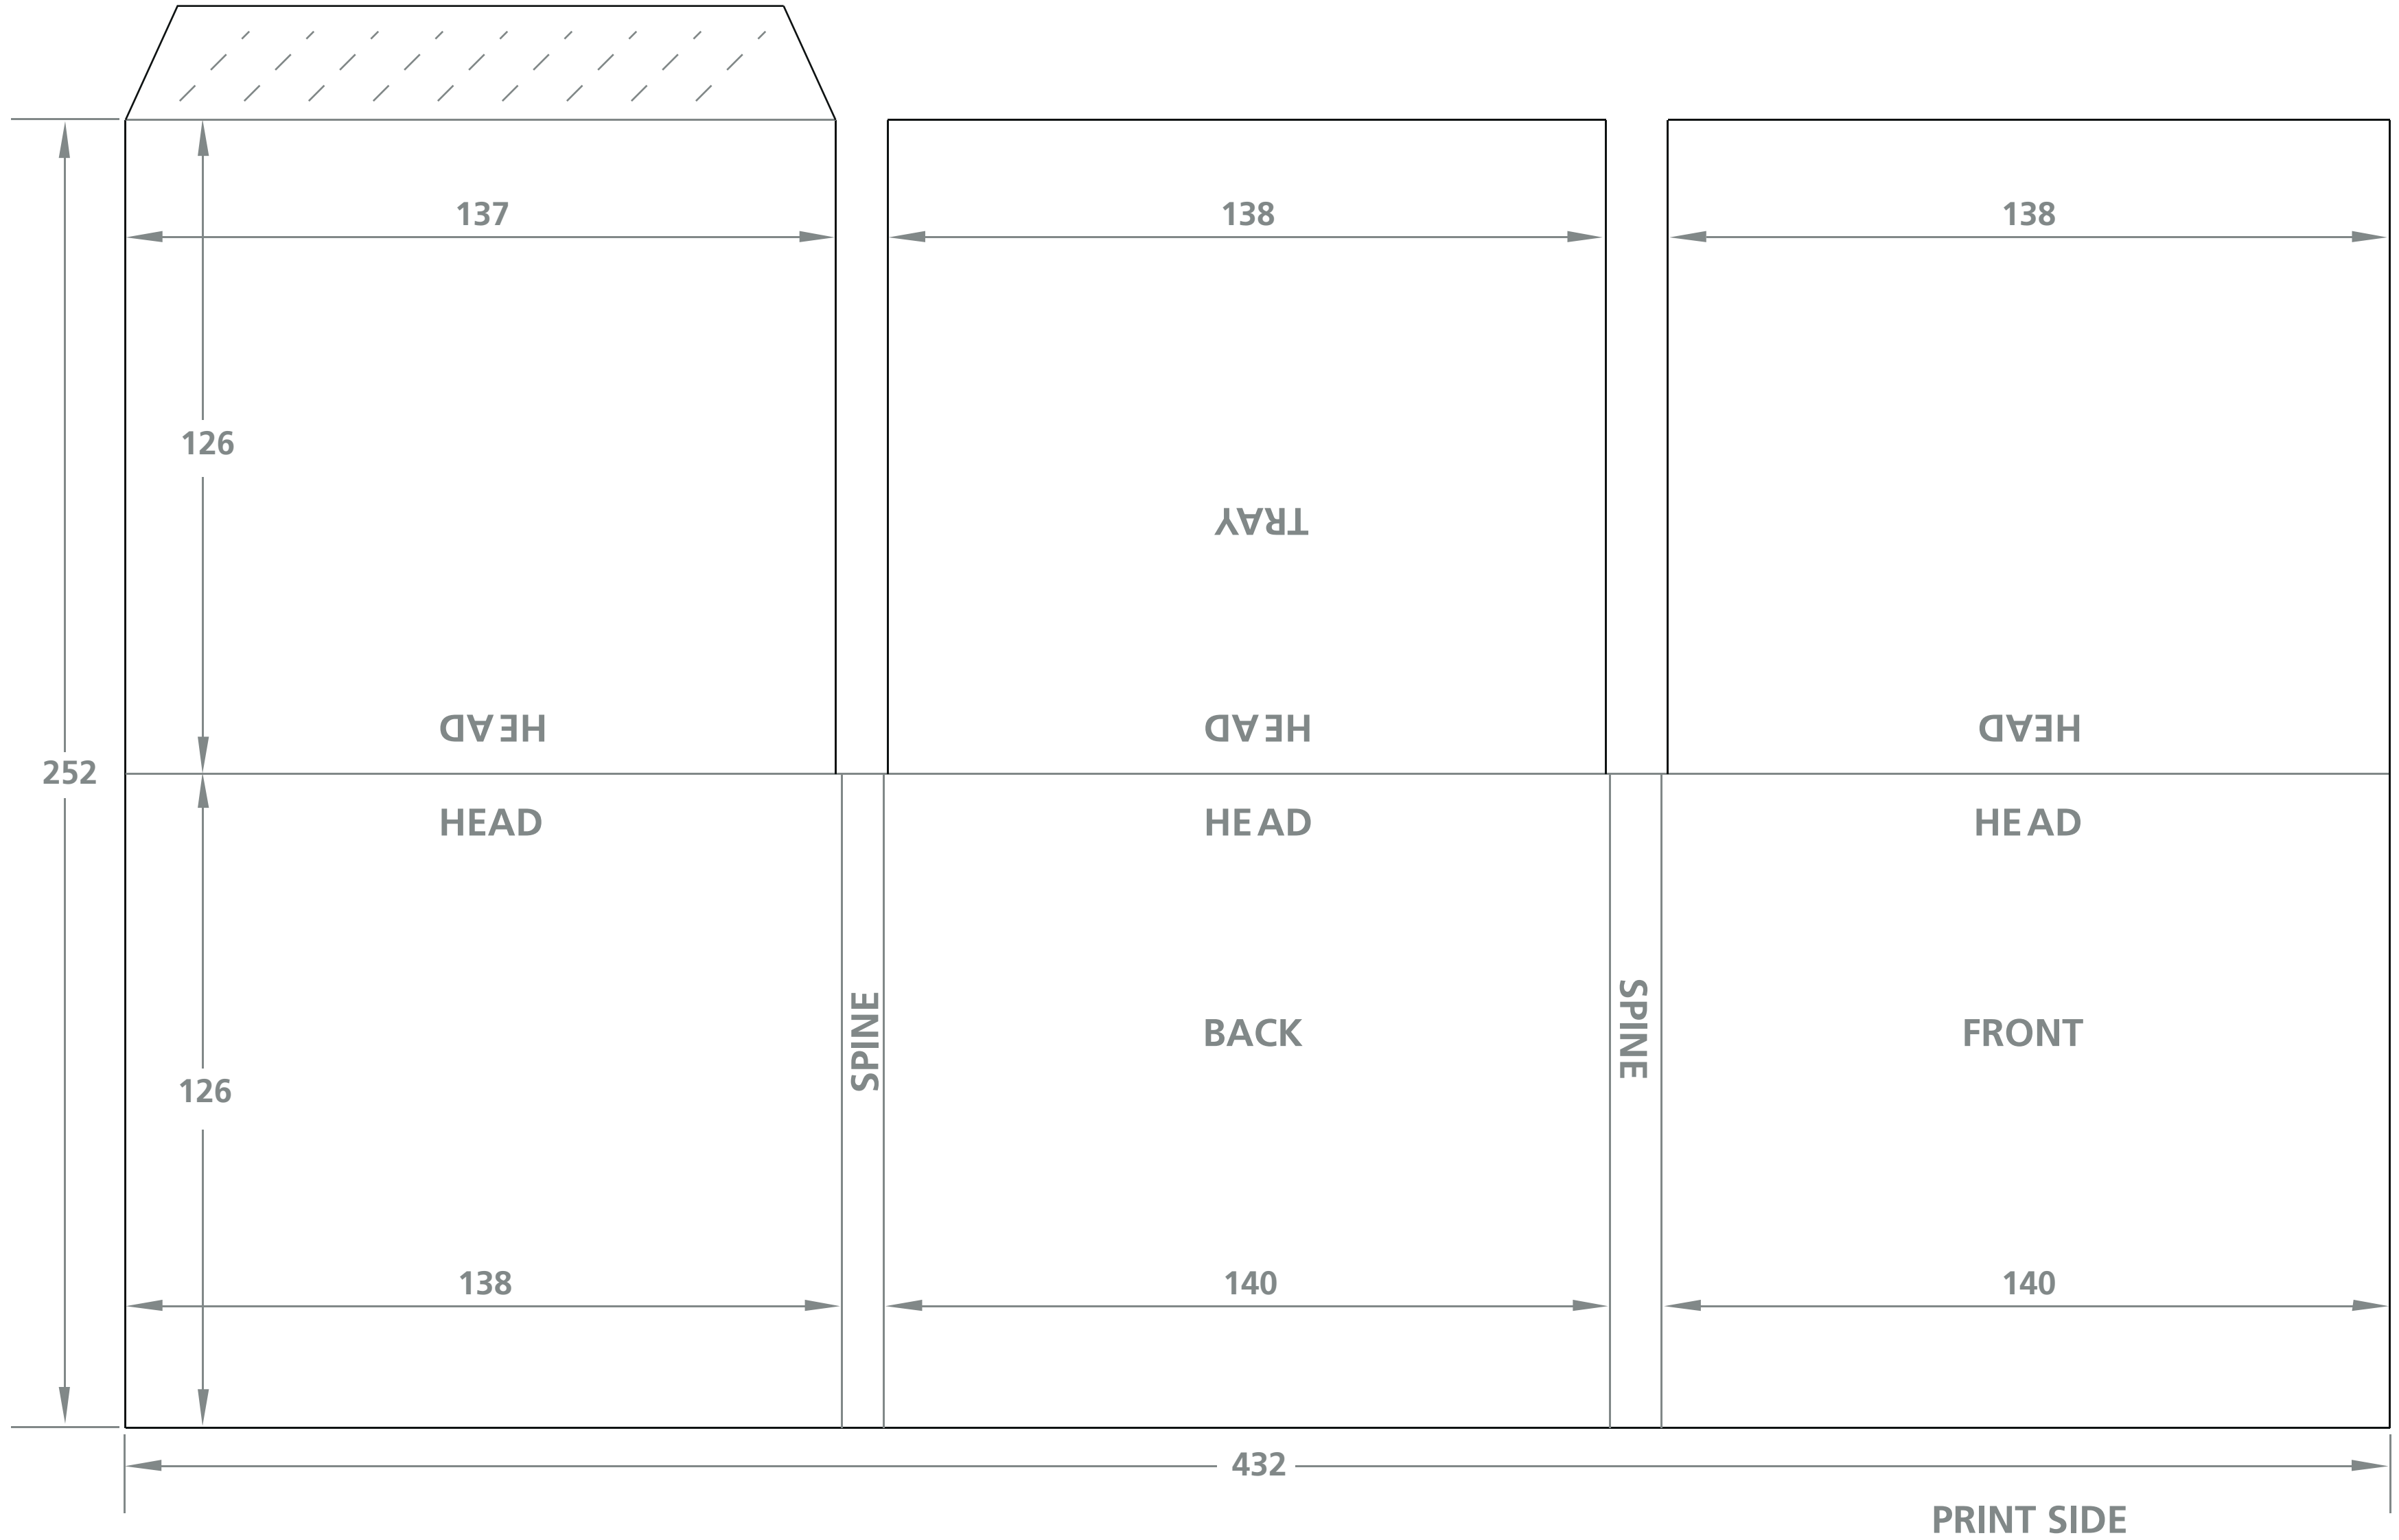 137
138
138
126
TRAY
HEAD
HEAD
HEAD
252
HEAD
HEAD
HEAD
SPINE
BACK
SPINE
FRONT
126
138
140
140
432
PRINT SIDE